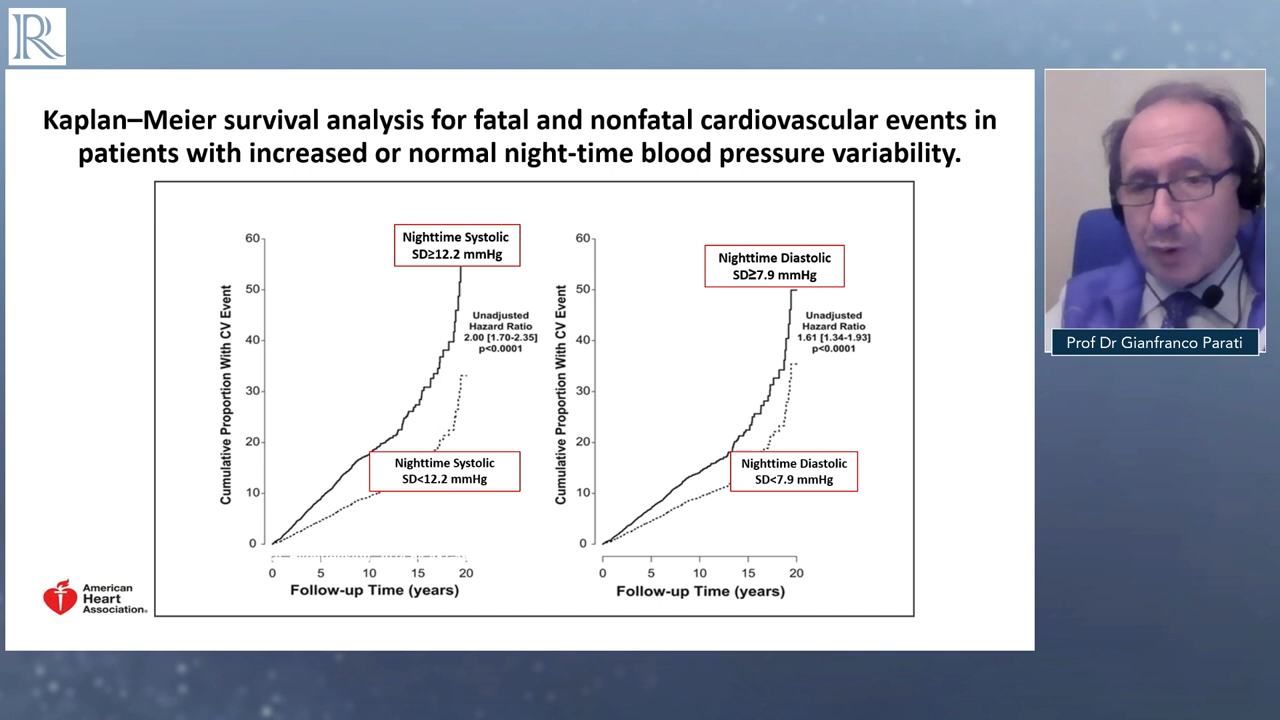 R
Kaplan–Meier survival analysis for fatal and nonfatal cardiovascular events in
patients with increased or normal night-time blood pressure variability.
Cumulative Proportion With CV Event
60
50
40
30
20
10
0
Nighttime Systolic
SD≥12.2 mmHg
Unadjusted
Hazard Ratio
2.00 [1.70-2.35]
p<0.0001
Nighttime Systolic
SD<12.2 mmHg
0 5 10 15 20
Follow-up Time (years)
Cumulative Proportion With CV Event
60
50
40
30
20
10
0
Nighttime Diastolic
SD≥7.9 mmHg
Unadjusted
Hazard Ratio
1.61 [1.34-1.93]
p<0.0001
Nighttime Diastolic
SD<7.9 mmHg
0 5 10 15 20
Follow-up Time (years)
American
Heart
Association®
Prof Dr Gianfranco Parati